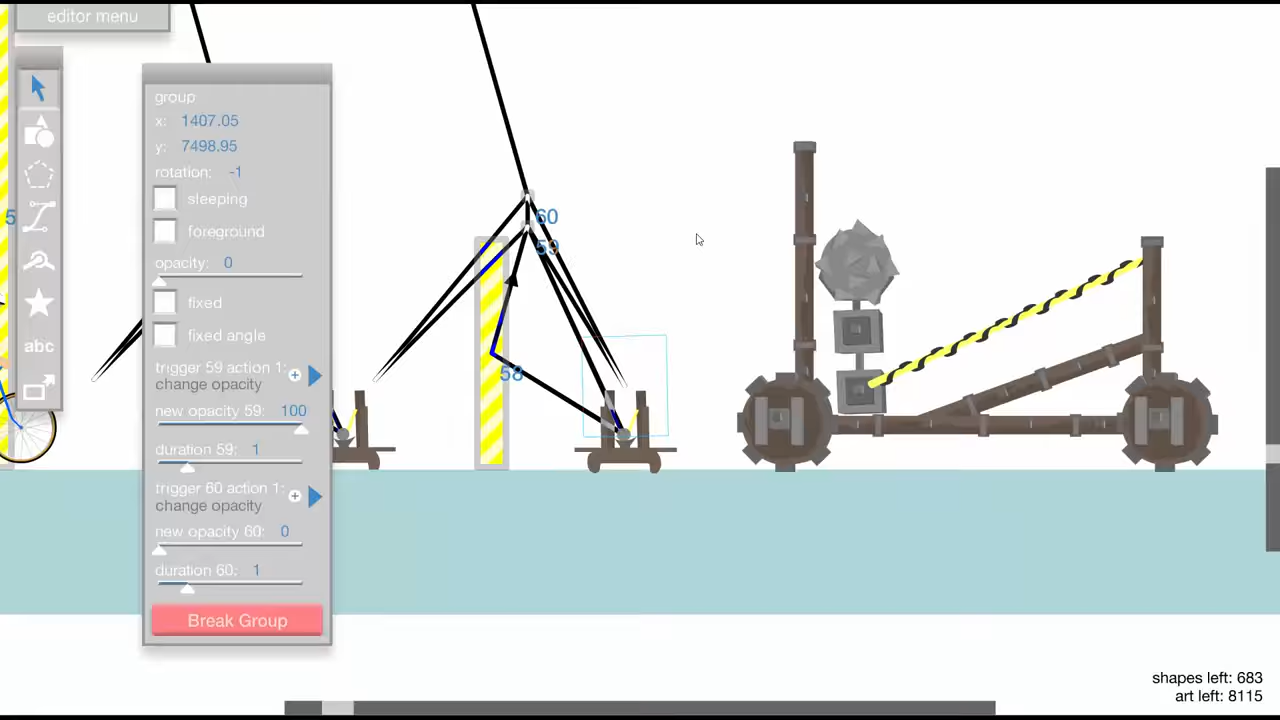 editor menu
group
x: 1407.05
y: 7498.95
rotation: -1
sleeping
foreground
opacity: 0
fixed
fixed angle
trigger 59 action 1:
change opacity
new opacity 59: 100
duration 59: 1
trigger 60 action 1:
change opacity
new opacity 60: 0
duration 60: 1
Break Group
abc
5
60
59
58
shapes left: 683
art left: 8115